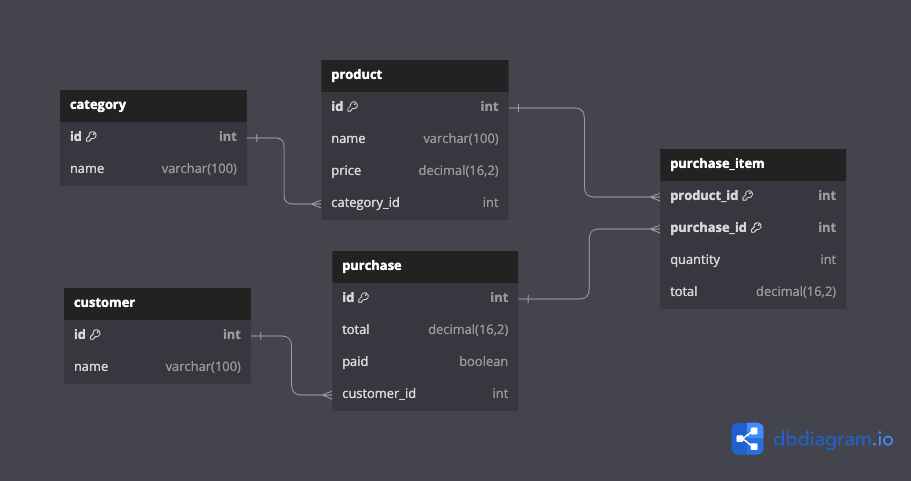 category
id int
name varchar(100)
product
id int
name varchar(100)
price decimal(16,2)
category_id int
customer
id int
name varchar(100)
purchase
id int
total decimal(16,2)
paid boolean
customer_id int
purchase_item
product_id int
purchase_id int
quantity int
total decimal(16,2)
dbdiagram.io